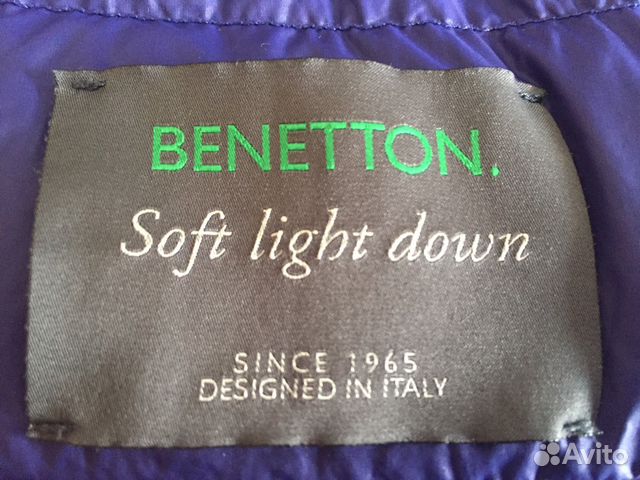 BENETTON.
Soft light down
SINCE 1965
DESIGNED IN ITALY
Avito